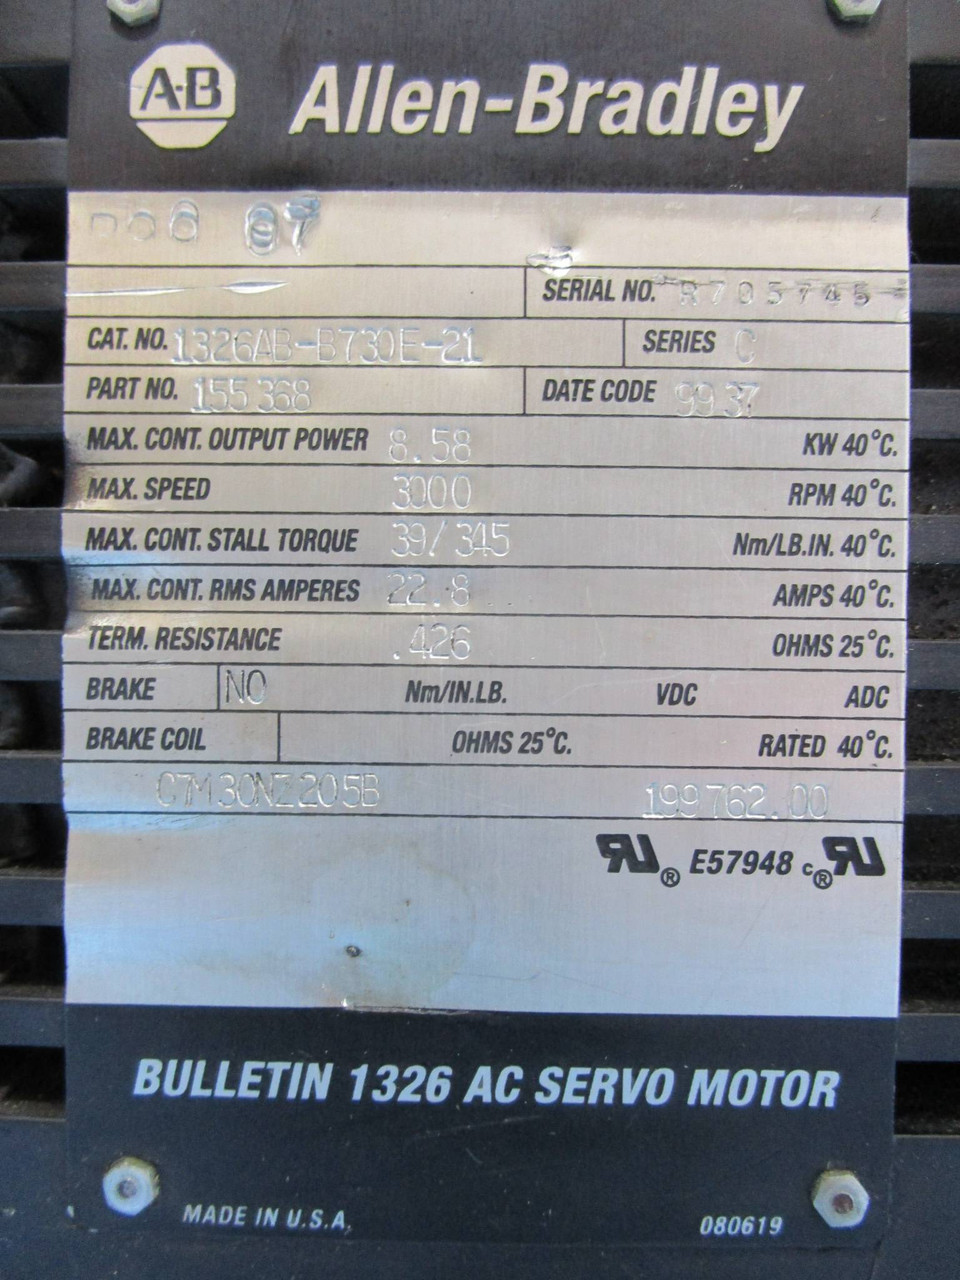 A-B Allen-Bradley
SERIAL NO. R705745
CAT. NO. 1326AB-B730E-21 SERIES C
PART NO. 155368 DATE CODE 9937
MAX. CONT. OUTPUT POWER 8.58 KW 40°C.
MAX. SPEED 3000 RPM 40°C.
MAX. CONT. STALL TORQUE 39/345 Nm/LB.IN. 40°C.
MAX. CONT. RMS AMPERES 22.8 AMPS 40°C.
TERM. RESISTANCE .426 OHMS 25°C.
BRAKE NO Nm/IN.LB. VDC ADC
BRAKE COIL OHMS 25°C. RATED 40°C.
C7M30NZ205B 199762.00
RU® E57948 cRU®
BULLETIN 1326 AC SERVO MOTOR
MADE IN U.S.A. 080619